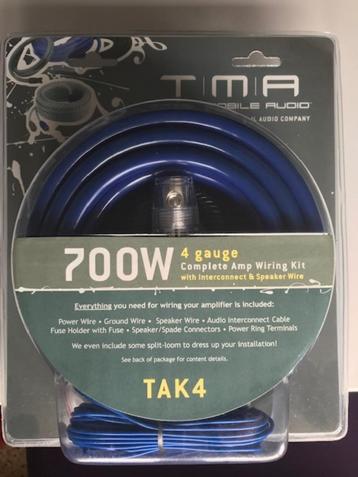 T|M|A
MOBILE AUDIO
AUDIO COMPANY
700W
4 gauge
Complete Amp Wiring Kit
with Interconnect & Speaker Wire
Everything you need for wiring your amplifier is included:
Power Wire • Ground Wire • Speaker Wire • Audio Interconnect Cable
Fuse Holder with Fuse • Speaker/Spade Connectors • Power Ring Terminals
We even include some split-loom to dress up your installation!
See back of package for content details.
TAK4